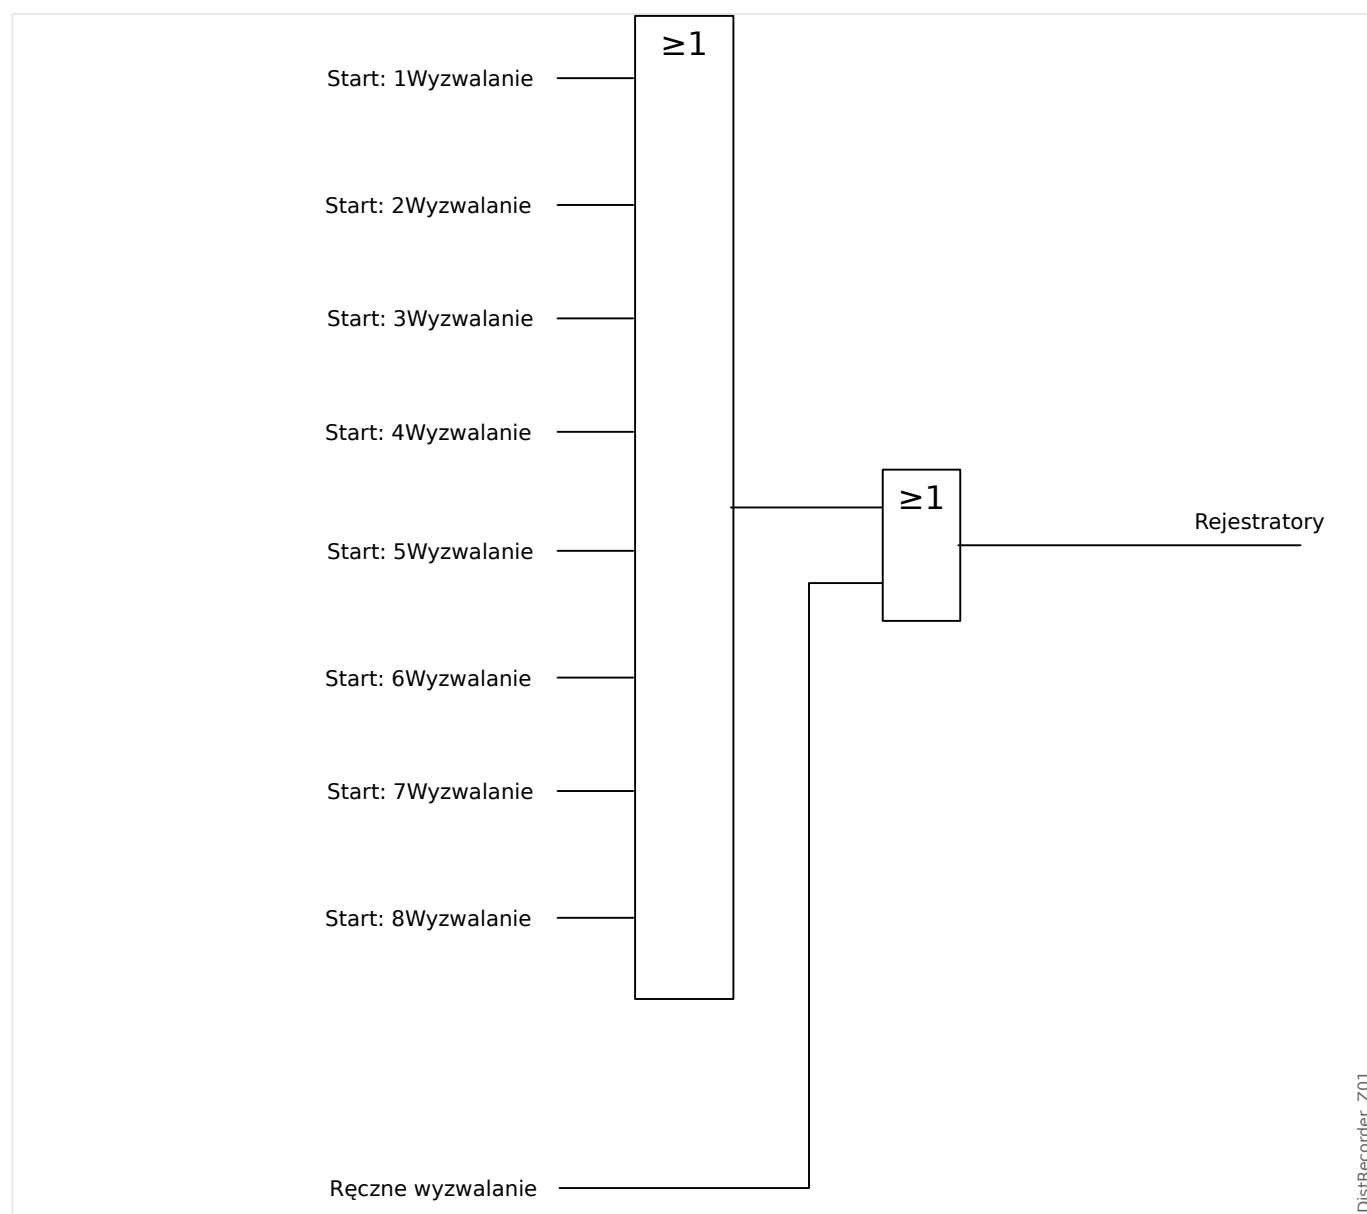 ≥1
Start: 1Wyzwalanie
Start: 2Wyzwalanie
Start: 3Wyzwalanie
Start: 4Wyzwalanie
≥1
Rejestratory
Start: 5Wyzwalanie
Start: 6Wyzwalanie
Start: 7Wyzwalanie
Start: 8Wyzwalanie
Ręczne wyzwalanie
DistRecorder_Z01